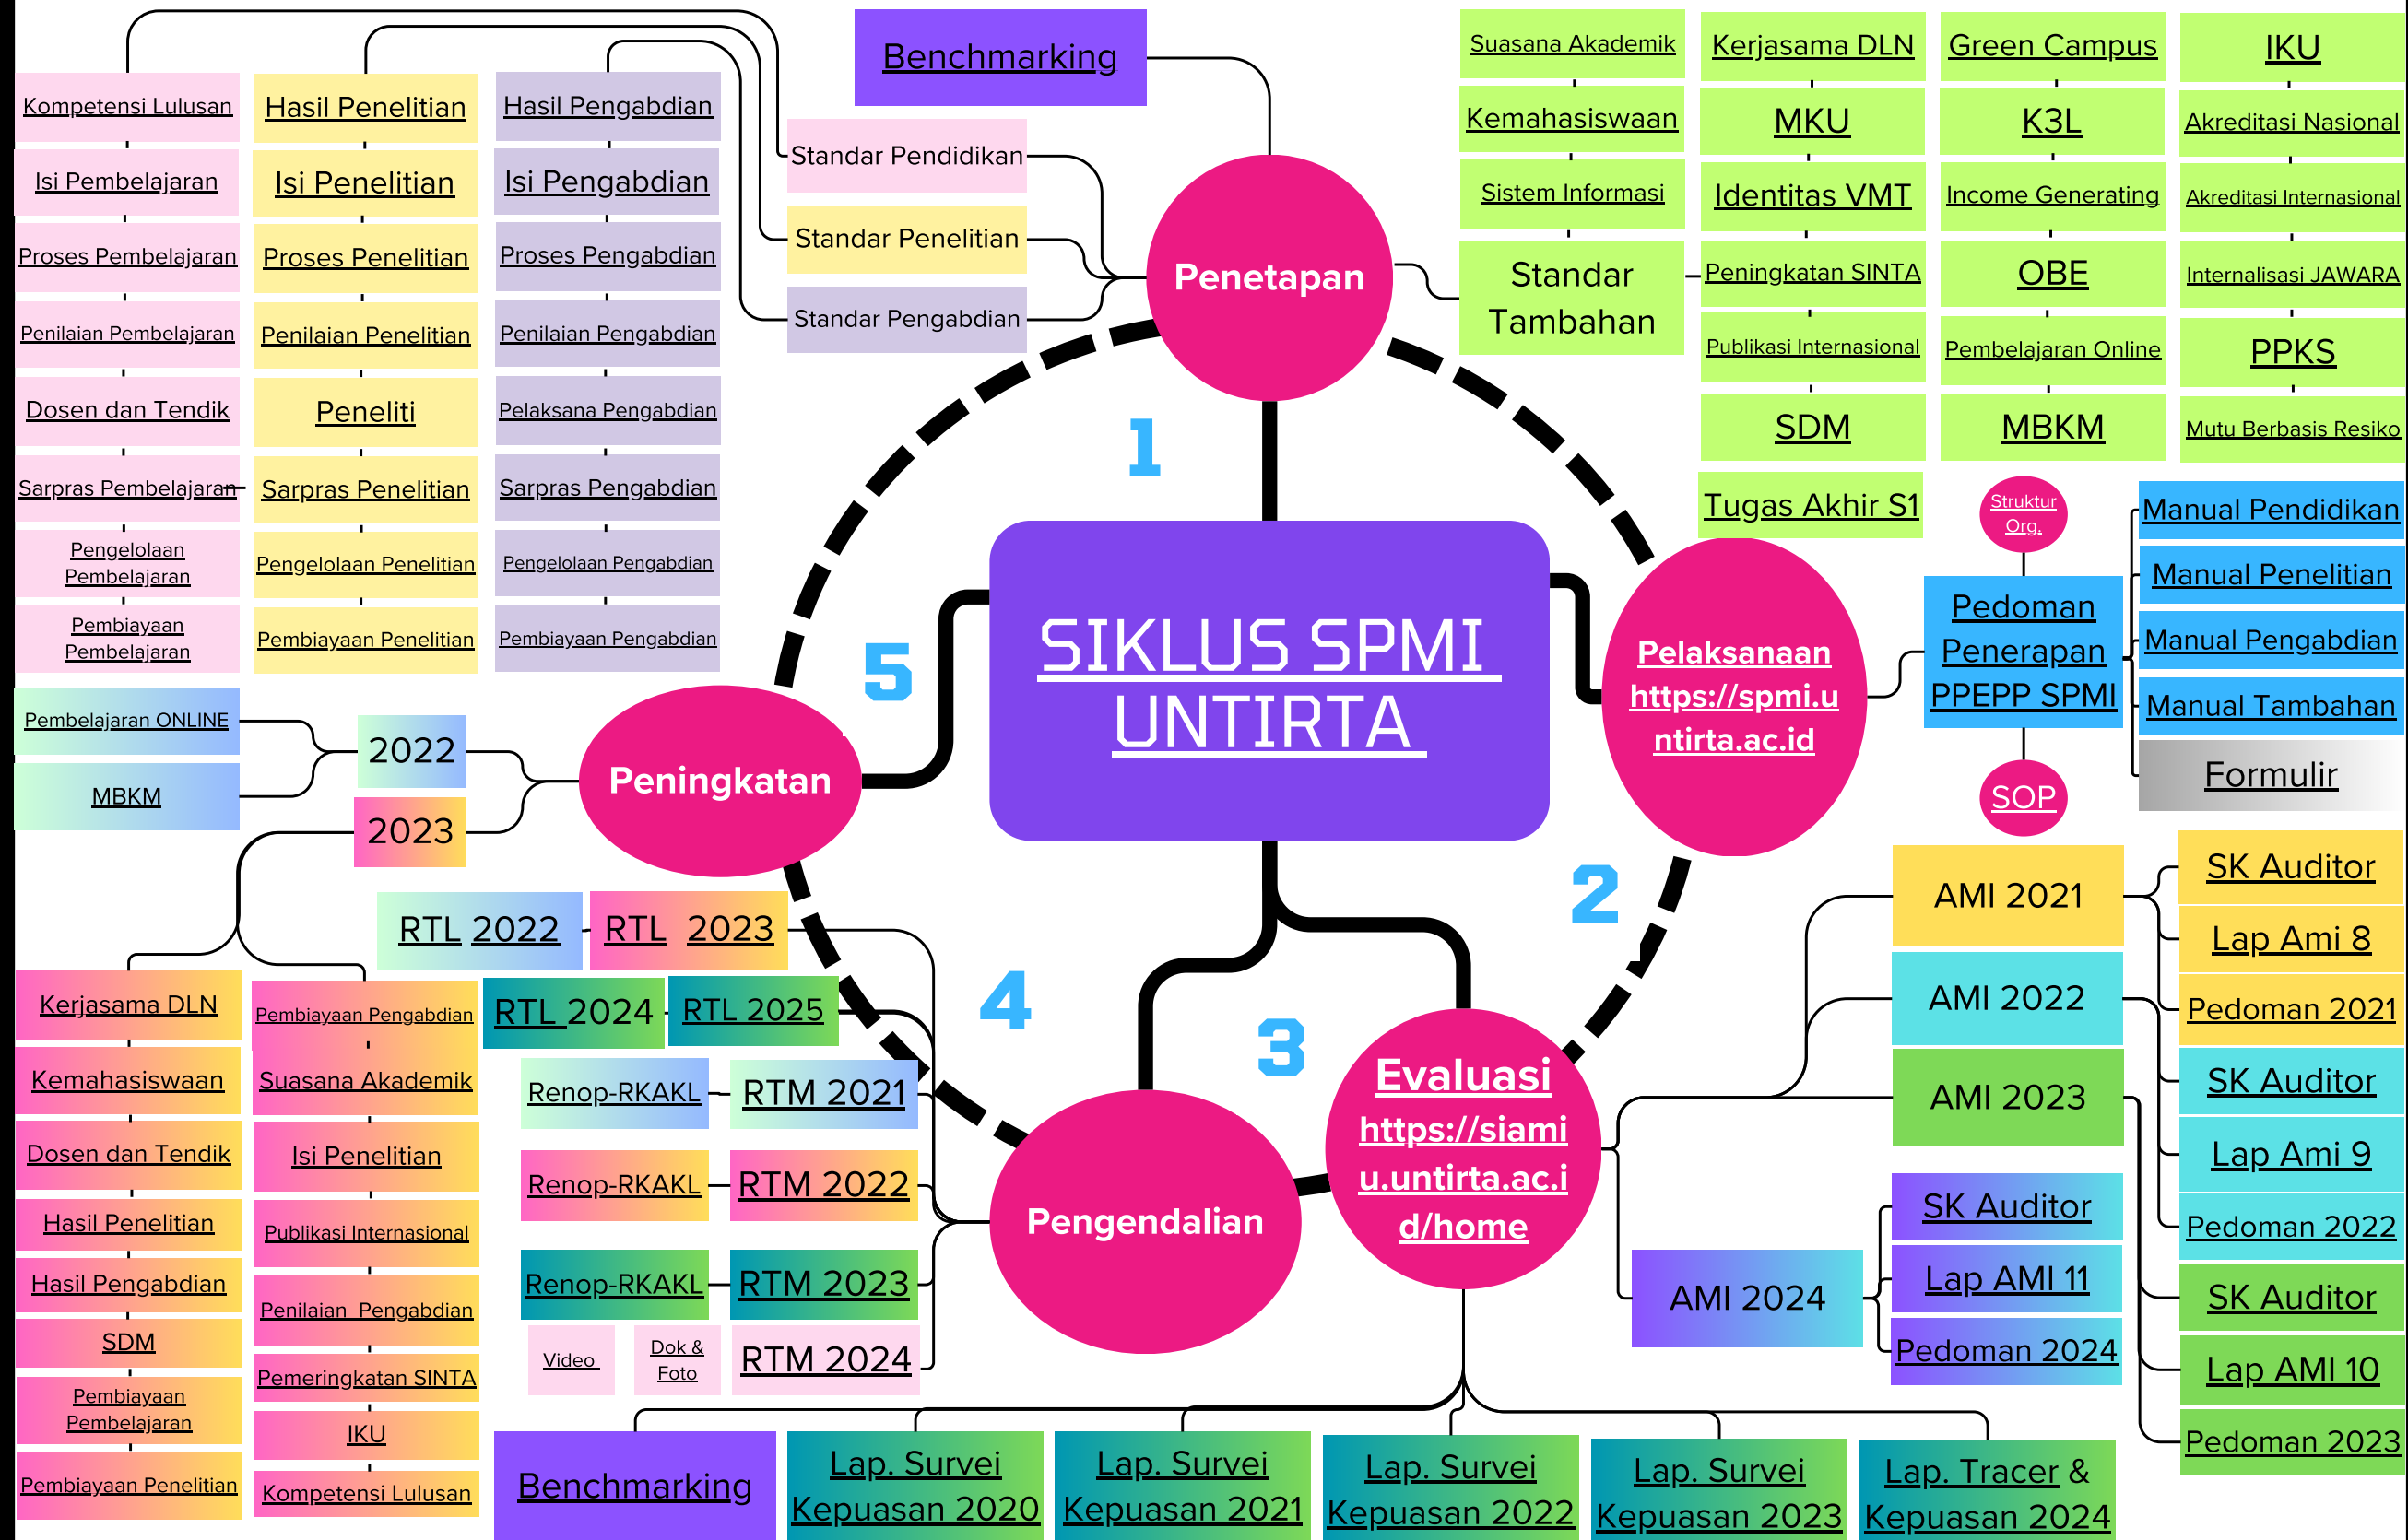 Benchmarking
Suasana Akademik
Kemahasiswaan
Sistem Informasi
Standar
Tambahan
Kerjasama DLN
MKU
Identitas VMT
Peningkatan SINTA
Publikasi Internasional
SDM
Tugas Akhir S1
Green Campus
K3L
Income Generating
OBE
Pembelajaran Online
MBKM
IKU
Akreditasi Nasional
Akreditasi Internasional
Internalisasi JAWARA
PPKS
Mutu Berbasis Resiko
Kompetensi Lulusan
Isi Pembelajaran
Proses Pembelajaran
Penilaian Pembelajaran
Dosen dan Tendik
Sarpras Pembelajaran
Pengelolaan
Pembelajaran
Pembiayaan
Pembelajaran
Hasil Penelitian
Isi Penelitian
Proses Penelitian
Penilaian Penelitian
Peneliti
Sarpras Penelitian
Pengelolaan Penelitian
Pembiayaan Penelitian
Hasil Pengabdian
Isi Pengabdian
Proses Pengabdian
Penilaian Pengabdian
Pelaksana Pengabdian
Sarpras Pengabdian
Pengelolaan Pengabdian
Pembiayaan Pengabdian
Standar Pendidikan
Standar Penelitian
Standar Pengabdian
Penetapan
1
SIKLUS SPMI
UNTIRTA
5
2
3
4
Pelaksanaan
https://spmi.u
ntirta.ac.id
Struktur
Org.
Pedoman
Penerapan
PPEPP SPMI
SOP
Manual Pendidikan
Manual Penelitian
Manual Pengabdian
Manual Tambahan
Formulir
Pembelajaran ONLINE
MBKM
2022
2023
Peningkatan
RTL 2022
RTL 2023
RTL 2024
RTL 2025
Renop-RKAKL
RTM 2021
Renop-RKAKL
RTM 2022
Renop-RKAKL
RTM 2023
Video
Dok &
Foto
RTM 2024
Pengendalian
Evaluasi
https://siami
u.untirta.ac.i
d/home
AMI 2021
AMI 2022
AMI 2023
AMI 2024
SK Auditor
Lap AMI 11
Pedoman 2024
SK Auditor
Lap Ami 8
Pedoman 2021
SK Auditor
Lap Ami 9
Pedoman 2022
SK Auditor
Lap AMI 10
Pedoman 2023
Kerjasama DLN
Kemahasiswaan
Dosen dan Tendik
Hasil Penelitian
Hasil Pengabdian
SDM
Pembiayaan
Pembelajaran
Pembiayaan Penelitian
Pembiayaan Pengabdian
Suasana Akademik
Isi Penelitian
Publikasi Internasional
Penilaian  Pengabdian
Pemeringkatan SINTA
IKU
Kompetensi Lulusan
Benchmarking
Lap. Survei
Kepuasan 2020
Lap. Survei
Kepuasan 2021
Lap. Survei
Kepuasan 2022
Lap. Survei
Kepuasan 2023
Lap. Tracer &
Kepuasan 2024